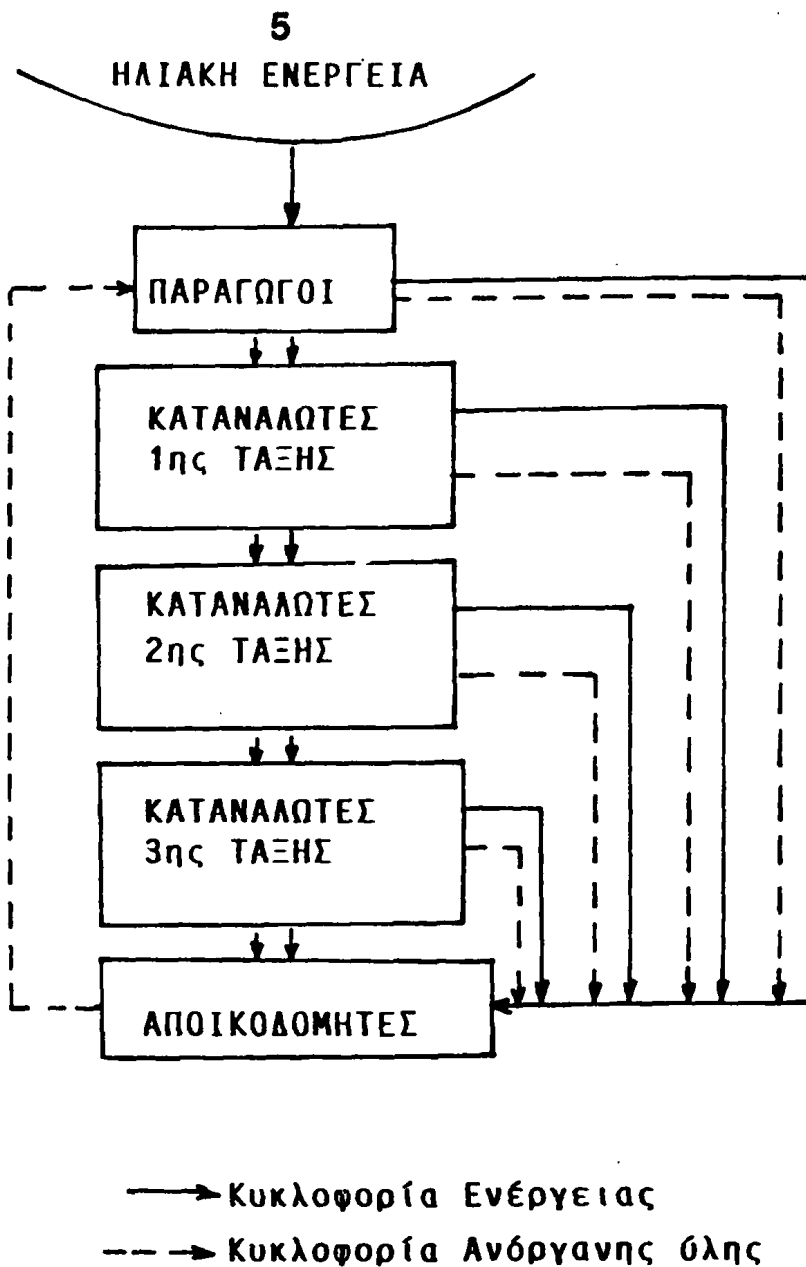 5
ΗΛΙΑΚΗ ΕΝΕΡΓΕΙΑ
ΠΑΡΑΓΩΓΟΙ
ΚΑΤΑΝΑΛΩΤΕΣ
1ης ΤΑΞΗΣ
ΚΑΤΑΝΑΛΩΤΕΣ
2ης ΤΑΞΗΣ
ΚΑΤΑΝΑΛΩΤΕΣ
3ης ΤΑΞΗΣ
ΑΠΟΙΚΟΔΟΜΗΤΕΣ
Κυκλοφορία Ενέργειας
Κυκλοφορία Ανόργανης ύλης